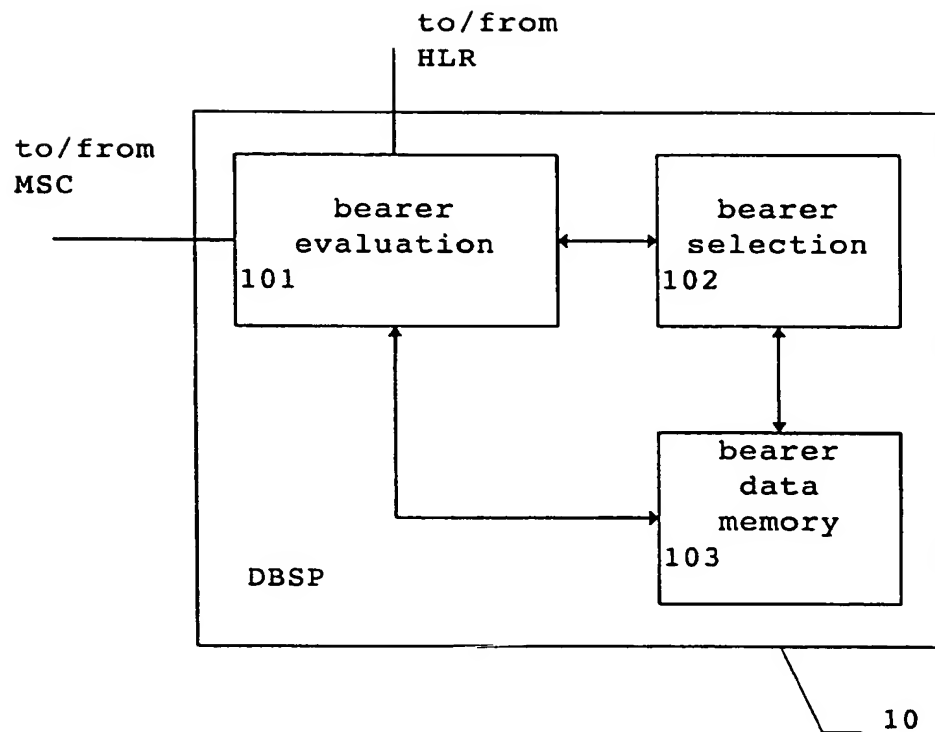 to/from
HLR
to/from
MSC
bearer
evaluation
101
bearer
selection
102
bearer
data
memory
103
DBSP
10